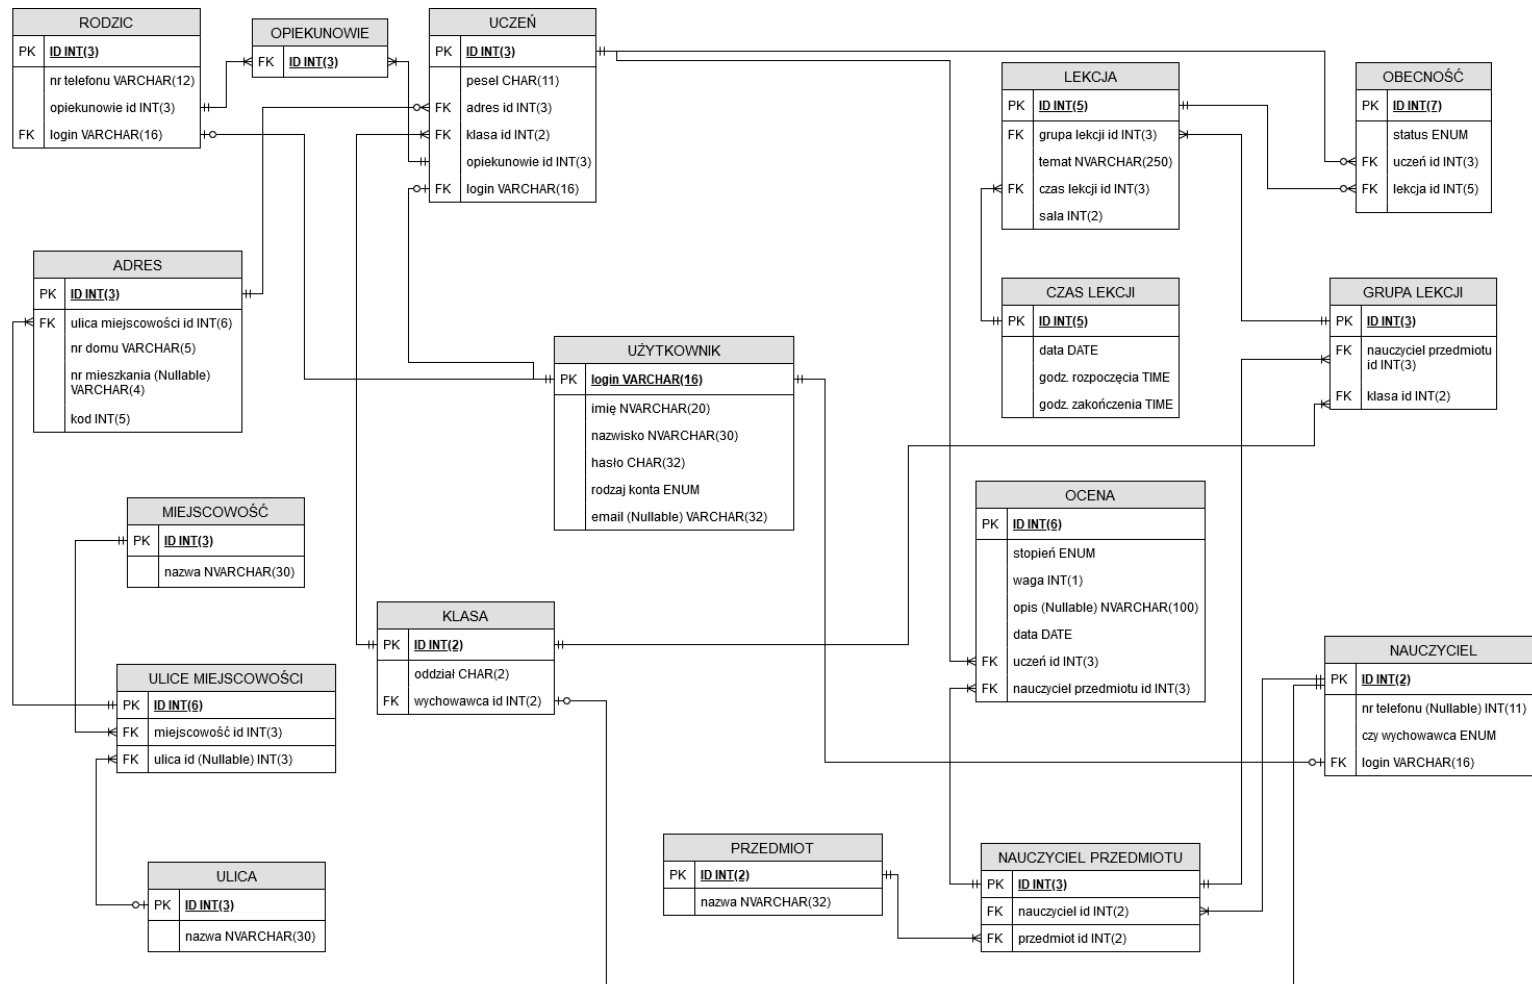 RODZIC
PK ID INT(3)
nr telefonu VARCHAR(12)
opiekunowie id INT(3)
FK login VARCHAR(16)
OPIEKUNOWIE
FK ID INT(3)
UCZEŃ
PK ID INT(3)
pesel CHAR(11)
FK adres id INT(3)
FK klasa id INT(2)
opiekunowie id INT(3)
FK login VARCHAR(16)
LEKCJA
PK ID INT(5)
FK grupa lekcji id INT(3)
temat NVARCHAR(250)
FK czas lekcji id INT(3)
sala INT(2)
OBECNOŚĆ
PK ID INT(7)
status ENUM
FK uczeń id INT(3)
FK lekcja id INT(5)
ADRES
PK ID INT(3)
FK ulica miejscowości id INT(6)
nr domu VARCHAR(5)
nr mieszkania (Nullable)
VARCHAR(4)
kod INT(5)
CZAS LEKCJI
PK ID INT(5)
data DATE
godz. rozpoczęcia TIME
godz. zakończenia TIME
GRUPA LEKCJI
PK ID INT(3)
FK nauczyciel przedmiotu
id INT(3)
FK klasa id INT(2)
UŻYTKOWNIK
PK login VARCHAR(16)
imię NVARCHAR(20)
nazwisko NVARCHAR(30)
hasło CHAR(32)
rodzaj konta ENUM
email (Nullable) VARCHAR(32)
MIEJSCOWOŚĆ
PK ID INT(3)
nazwa NVARCHAR(30)
OCENA
PK ID INT(6)
stopień ENUM
waga INT(1)
opis (Nullable) NVARCHAR(100)
data DATE
FK uczeń id INT(3)
FK nauczyciel przedmiotu id INT(3)
KLASA
PK ID INT(2)
oddział CHAR(2)
FK wychowawca id INT(2)
NAUCZYCIEL
PK ID INT(2)
nr telefonu (Nullable) INT(11)
czy wychowawca ENUM
FK login VARCHAR(16)
ULICE MIEJSCOWOŚCI
PK ID INT(6)
FK miejscowość id INT(3)
FK ulica id (Nullable) INT(3)
PRZEDMIOT
PK ID INT(2)
nazwa NVARCHAR(32)
NAUCZYCIEL PRZEDMIOTU
PK ID INT(3)
FK nauczyciel id INT(2)
FK przedmiot id INT(2)
ULICA
PK ID INT(3)
nazwa NVARCHAR(30)